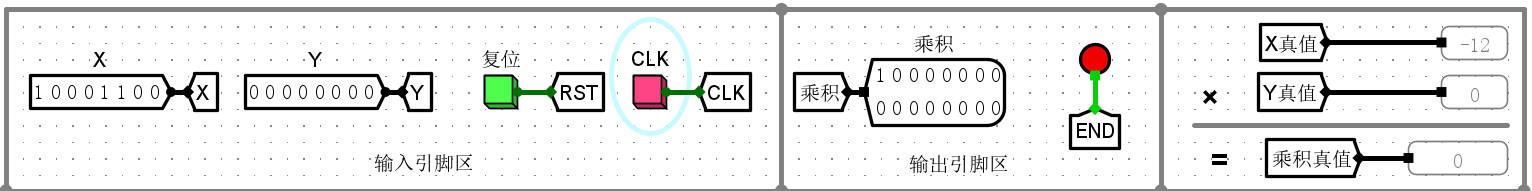 X
10001100 X
Y
00000000 Y
复位
RST
CLK
CLK
输入引脚区
乘积
乘积
10000000
00000000
END
输出引脚区
X真值 -12
× Y真值 0
= 乘积真值 0